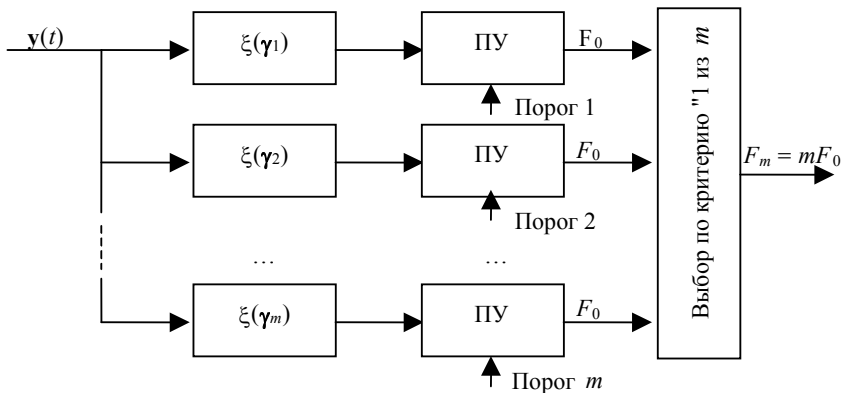 y(t)
ξ(γ₁)
ПУ
F₀
Порог 1
ξ(γ₂)
ПУ
F₀
Порог 2
...
...
ξ(γₘ)
ПУ
F₀
Порог m
Выбор по критерию "1 из m
Fₘ = mF₀